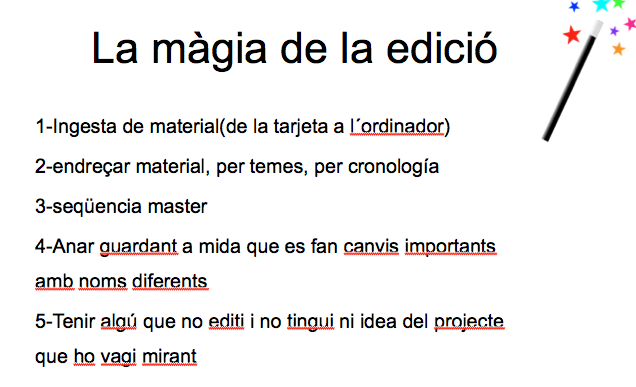 La màgia de la edició
1-Ingesta de material(de la tarjeta a l´ordinador)
2-endreçar material, per temes, per cronología
3-seqüencia master
4-Anar guardant a mida que es fan canvis importants
amb noms diferents
5-Tenir algú que no editi i no tingui ni idea del projecte
que ho vagi mirant